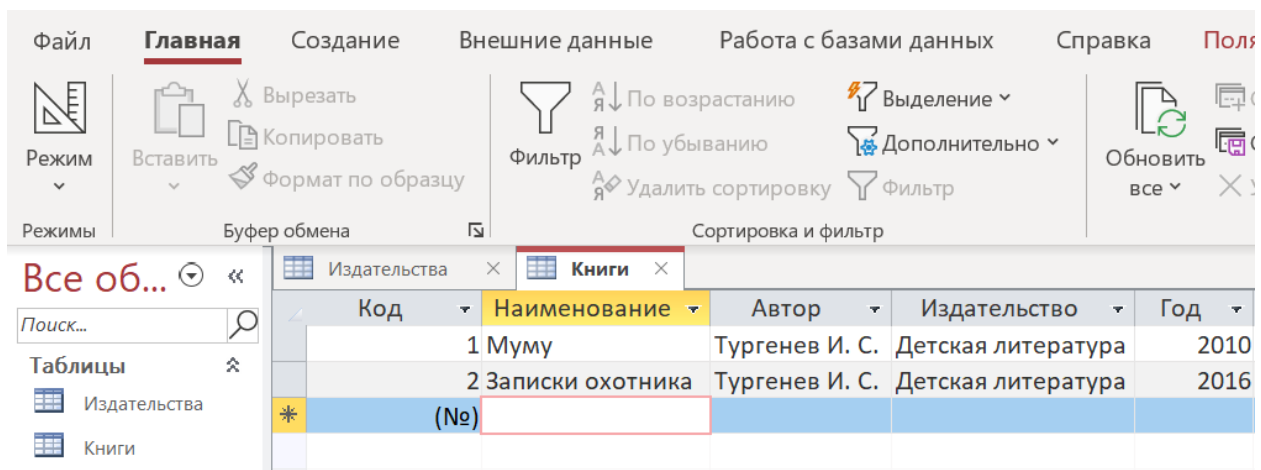 Файл Главная Создание Внешние данные Работа с базами данных Справка Поля
Вырезать А Я По возрастанию Выделение
Копировать Я А По убыванию Дополнительно
Режим Вставить Формат по образцу Фильтр А Я Удалить сортировку Фильтр Обновить все
Режимы Буфер обмена Сортировка и фильтр
Все об... « Издательства × Книги ×
Поиск... Код Наименование Автор Издательство Год
Таблицы 1 Муму Тургенев И. С. Детская литература 2010
2 Записки охотника Тургенев И. С. Детская литература 2016
Издательства * (№)
Книги